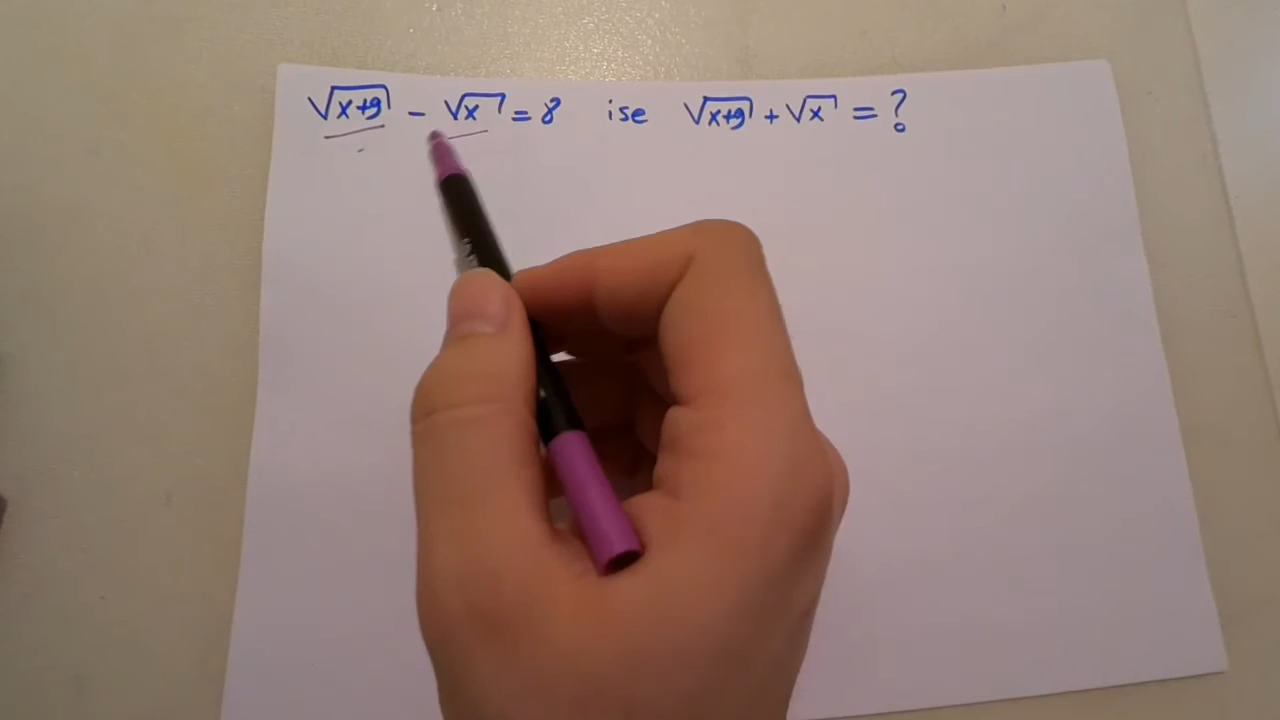 √(x+9) - √x = 8 ise √(x+9) + √x = ?